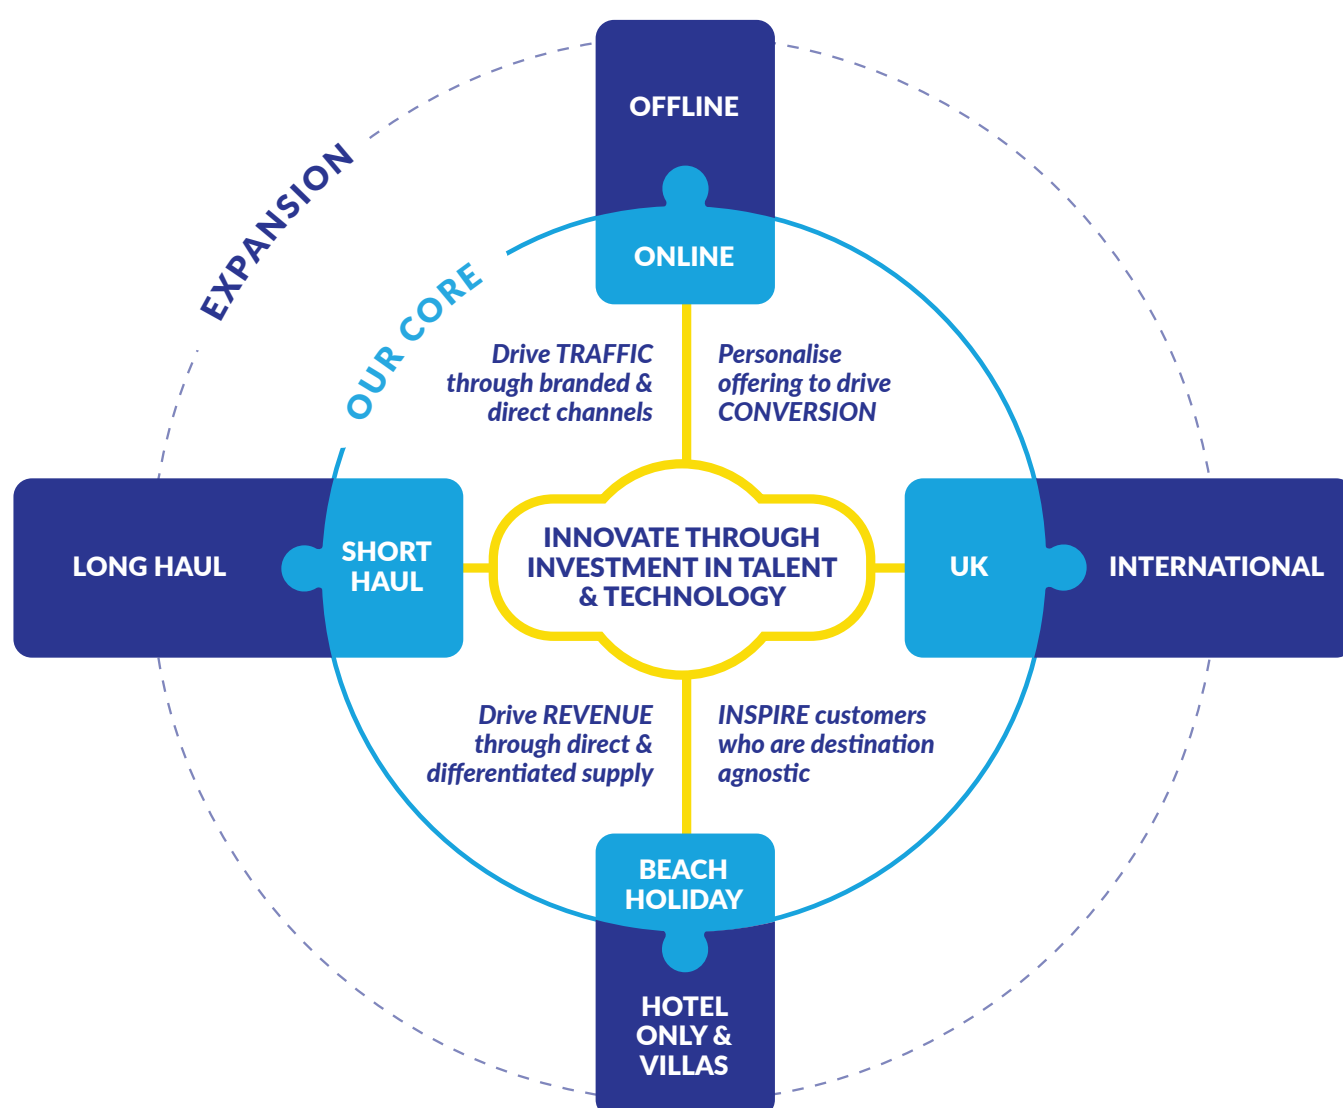 OFFLINE
EXPANSION
ONLINE
OUR CORE
Drive TRAFFIC
through branded &
direct channels
Personalise
offering to drive
CONVERSION
LONG HAUL
SHORT
HAUL
INNOVATE THROUGH
INVESTMENT IN TALENT
& TECHNOLOGY
UK
INTERNATIONAL
Drive REVENUE
through direct &
differentiated supply
INSPIRE customers
who are destination
agnostic
BEACH
HOLIDAY
HOTEL
ONLY &
VILLAS